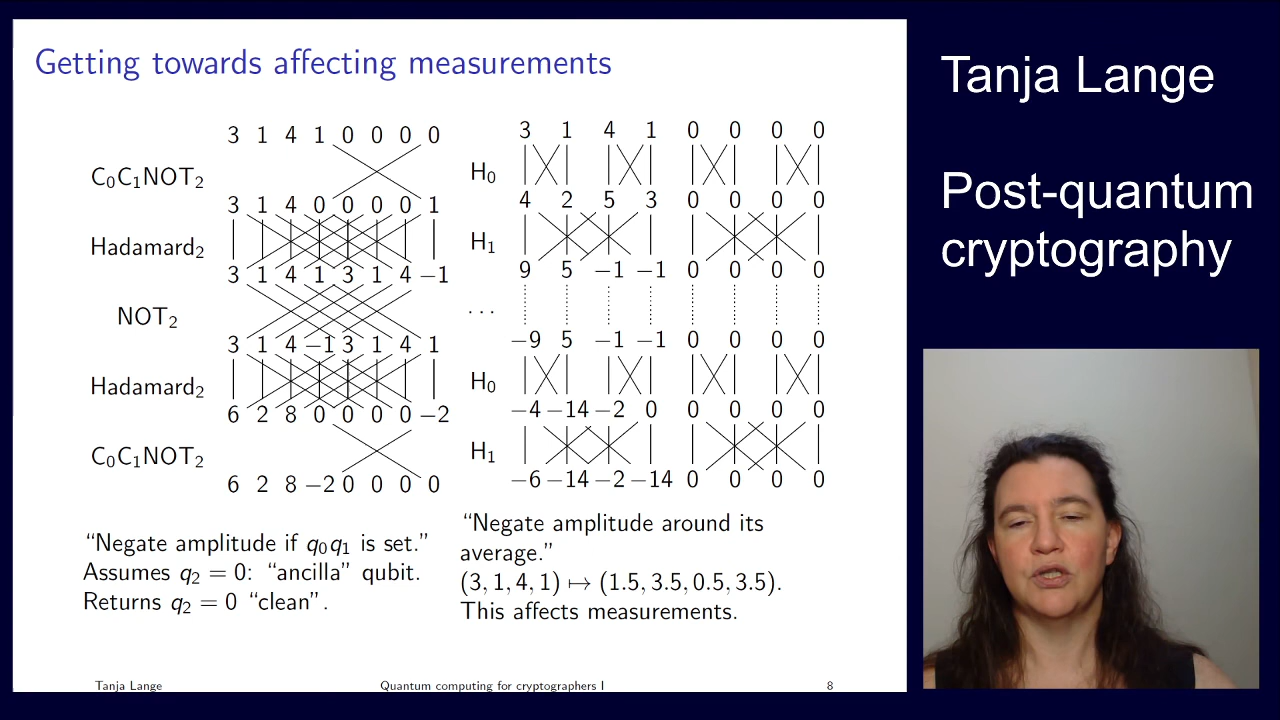 Getting towards affecting measurements
3 1 4 1 0 0 0 0
C₀C₁NOT₂
3 1 4 0 0 0 0 1
Hadamard₂
3 1 4 1 3 1 4 −1
NOT₂
3 1 4 −1 3 1 4 1
Hadamard₂
6 2 8 0 0 0 0 −2
C₀C₁NOT₂
6 2 8 −2 0 0 0 0
“Negate amplitude if q₀q₁ is set.”
Assumes q₂ = 0: “ancilla” qubit.
Returns q₂ = 0 “clean”.
3 1 4 1 0 0 0 0
H₀
4 2 5 3 0 0 0 0
H₁
9 5 −1 −1 0 0 0 0
...
−9 5 −1 −1 0 0 0 0
H₀
−4 −14 −2 0 0 0 0 0
H₁
−6 −14 −2 −14 0 0 0 0
“Negate amplitude around its
average.”
(3, 1, 4, 1) ↦ (1.5, 3.5, 0.5, 3.5).
This affects measurements.
Tanja Lange
Quantum computing for cryptographers I
8
Tanja Lange
Post-quantum
cryptography